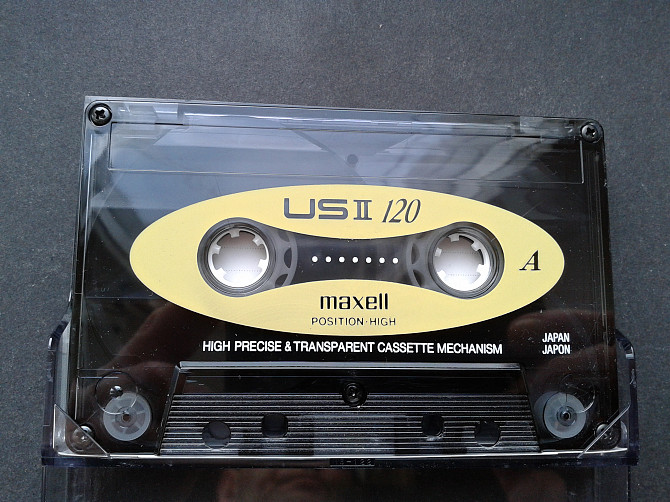 US II 120
A
maxell
POSITION·HIGH
HIGH PRECISE & TRANSPARENT CASSETTE MECHANISM
JAPAN
JAPON